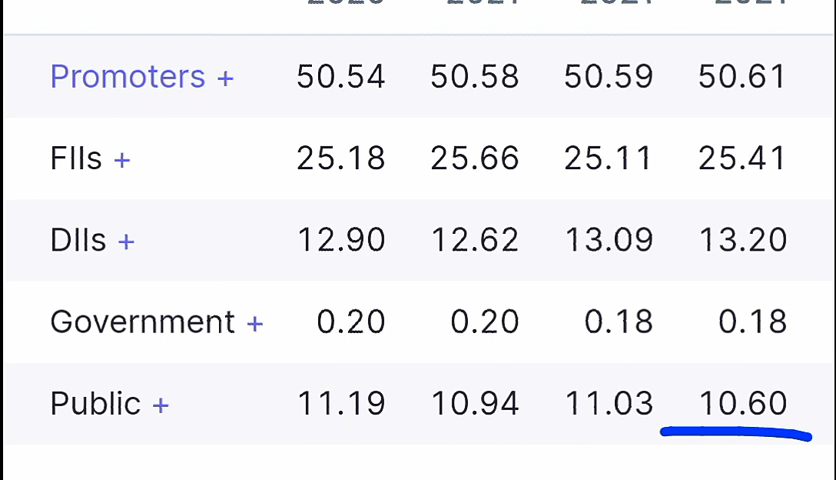 Promoters + 50.54 50.58 50.59 50.61
FIIs + 25.18 25.66 25.11 25.41
DIIs + 12.90 12.62 13.09 13.20
Government + 0.20 0.20 0.18 0.18
Public + 11.19 10.94 11.03 10.60